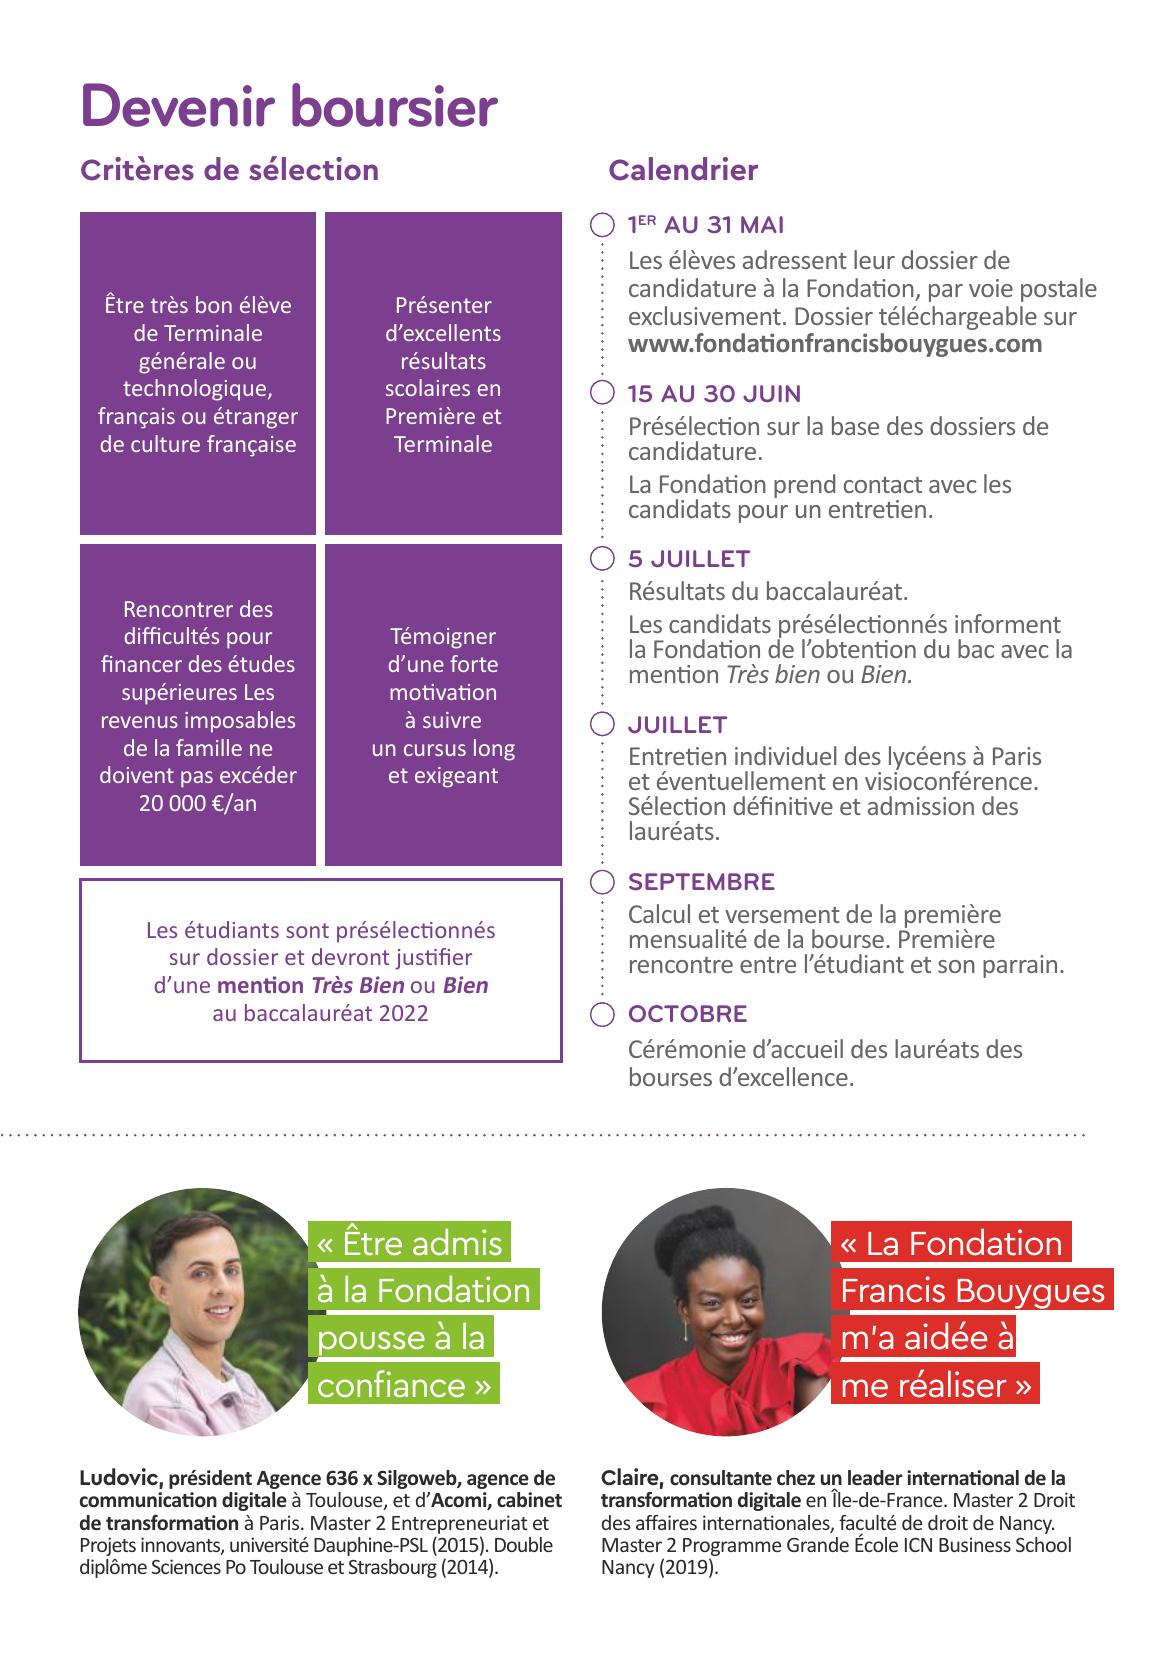 Devenir boursier
Critères de sélection
Être très bon élève
de Terminale
générale ou
technologique,
français ou étranger
de culture française
Présenter
d’excellents
résultats
scolaires en
Première et
Terminale
Rencontrer des
difficultés pour
financer des études
supérieures Les
revenus imposables
de la famille ne
doivent pas excéder
20 000 €/an
Témoigner
d’une forte
motivation
à suivre
un cursus long
et exigeant
Les étudiants sont présélectionnés
sur dossier et devront justifier
d’une mention Très Bien ou Bien
au baccalauréat 2022
Calendrier
1ER AU 31 MAI
Les élèves adressent leur dossier de
candidature à la Fondation, par voie postale
exclusivement. Dossier téléchargeable sur
www.fondationfrancisbouygues.com
15 AU 30 JUIN
Présélection sur la base des dossiers de
candidature.
La Fondation prend contact avec les
candidats pour un entretien.
5 JUILLET
Résultats du baccalauréat.
Les candidats présélectionnés informent
la Fondation de l’obtention du bac avec la
mention Très bien ou Bien.
JUILLET
Entretien individuel des lycéens à Paris
et éventuellement en visioconférence.
Sélection définitive et admission des
lauréats.
SEPTEMBRE
Calcul et versement de la première
mensualité de la bourse. Première
rencontre entre l’étudiant et son parrain.
OCTOBRE
Cérémonie d’accueil des lauréats des
bourses d’excellence.
« Être admis
à la Fondation
pousse à la
confiance »
Ludovic, président Agence 636 x Silgoweb, agence de
communication digitale à Toulouse, et d’Acomi, cabinet
de transformation à Paris. Master 2 Entrepreneuriat et
Projets innovants, université Dauphine-PSL (2015). Double
diplôme Sciences Po Toulouse et Strasbourg (2014).
« La Fondation
Francis Bouygues
m'a aidée à
me réaliser »
Claire, consultante chez un leader international de la
transformation digitale en Île-de-France. Master 2 Droit
des affaires internationales, faculté de droit de Nancy.
Master 2 Programme Grande École ICN Business School
Nancy (2019).